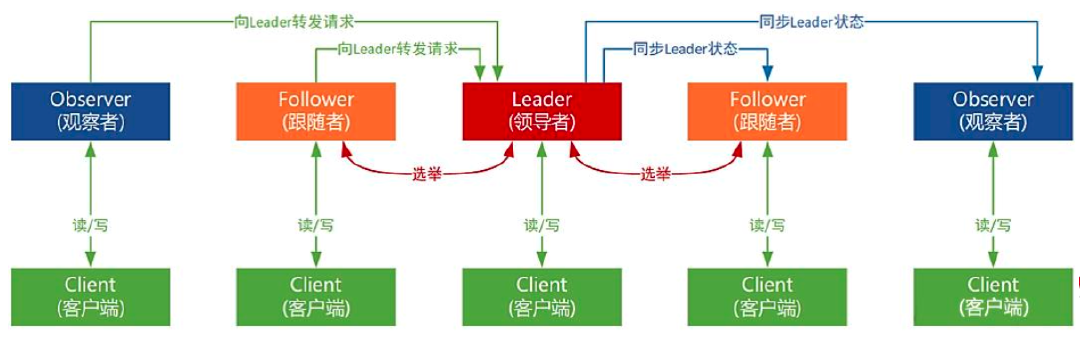 向Leader转发请求
同步Leader状态
向Leader转发请求
同步Leader状态
Observer
(观察者)
Follower
(跟随者)
Leader
(领导者)
Follower
(跟随者)
Observer
(观察者)
选举
选举
读/写
读/写
读/写
读/写
读/写
Client
(客户端)
Client
(客户端)
Client
(客户端)
Client
(客户端)
Client
(客户端)